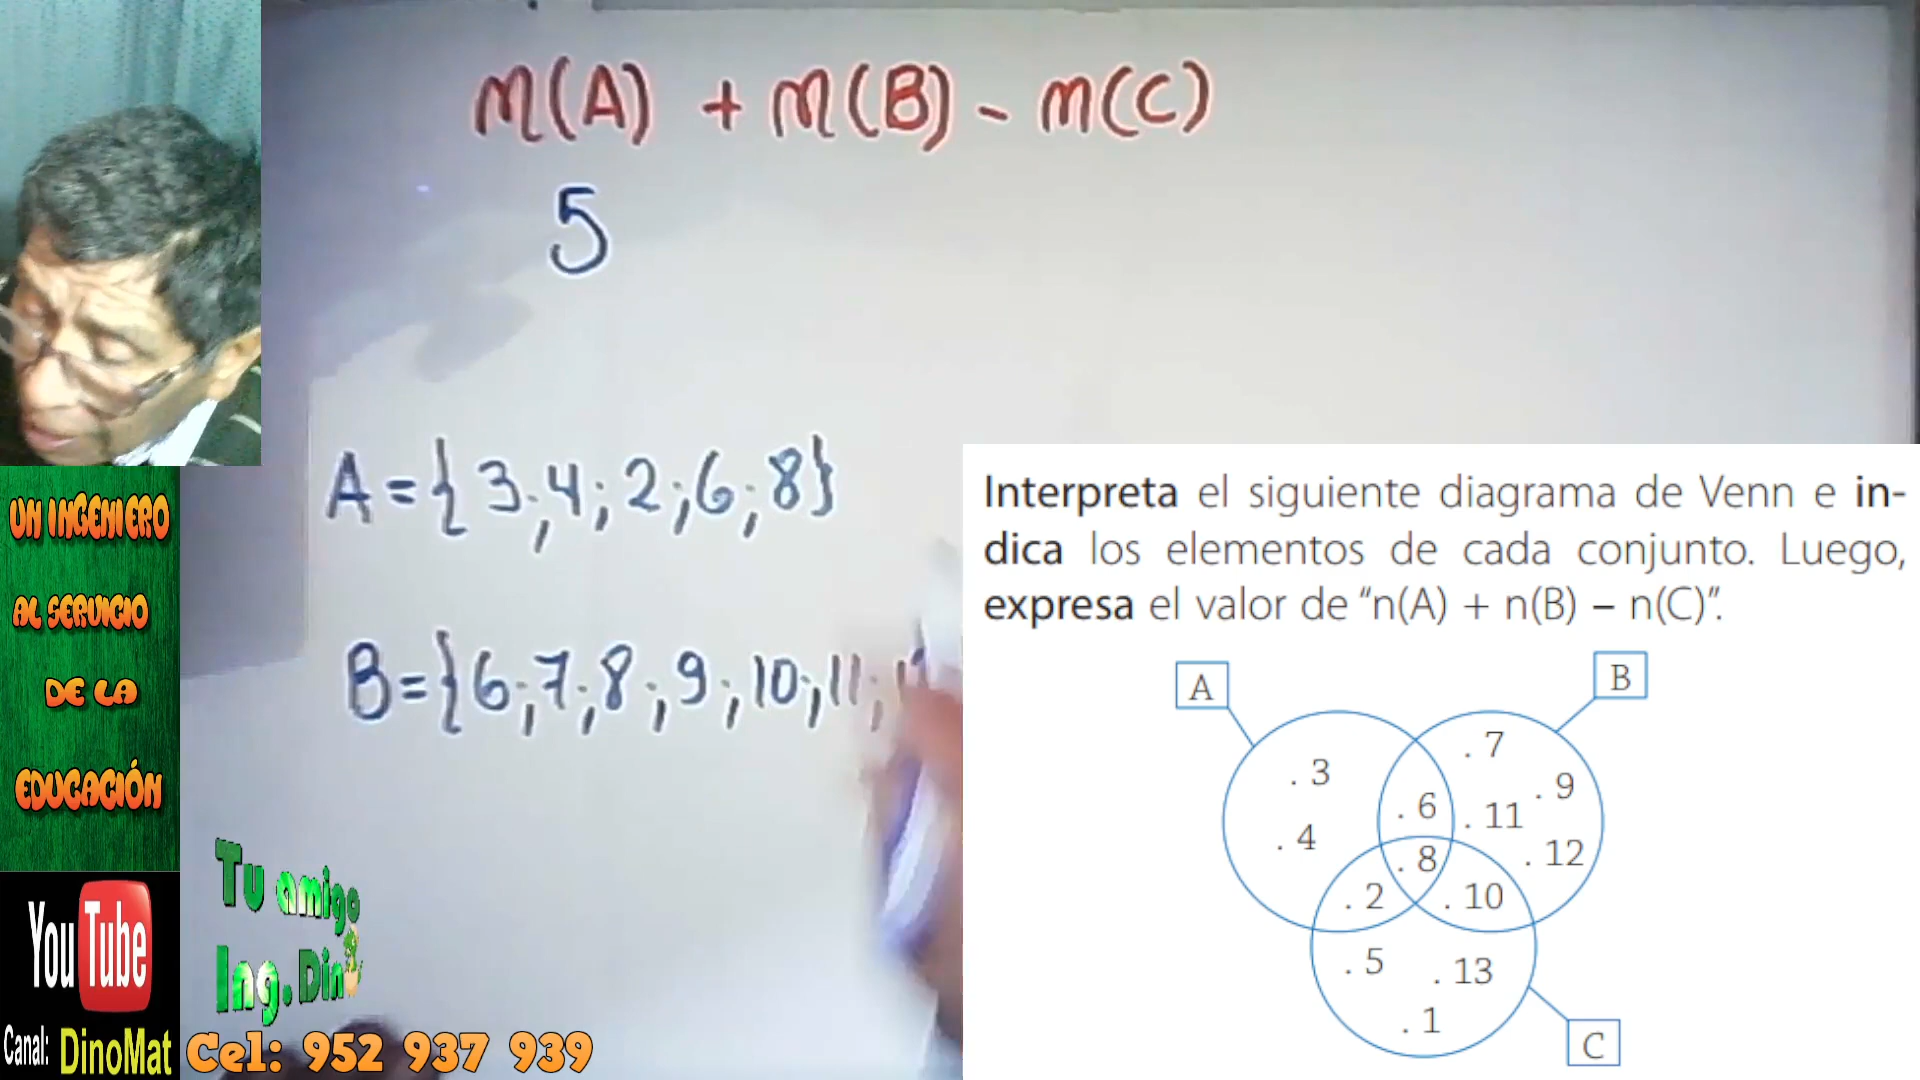 n(A) + n(B) - n(C)
5
A = { 3 ; 4 ; 2 ; 6 ; 8 }
B = { 6 ; 7 ; 8 ; 9 ; 10 ; 11 ;
UN INGENIERO
AL SERVICIO
DE LA
EDUCACIÓN
YouTube
Canal: DinoMat
Tu amigo
Ing. Dino
Cel: 952 937 939
Interpreta el siguiente diagrama de Venn e in-
dica los elementos de cada conjunto. Luego,
expresa el valor de “n(A) + n(B) – n(C)”.
A
B
. 7
. 3
. 9
. 6
. 11
. 4
. 12
. 8
. 2
. 10
. 5
. 13
. 1
C